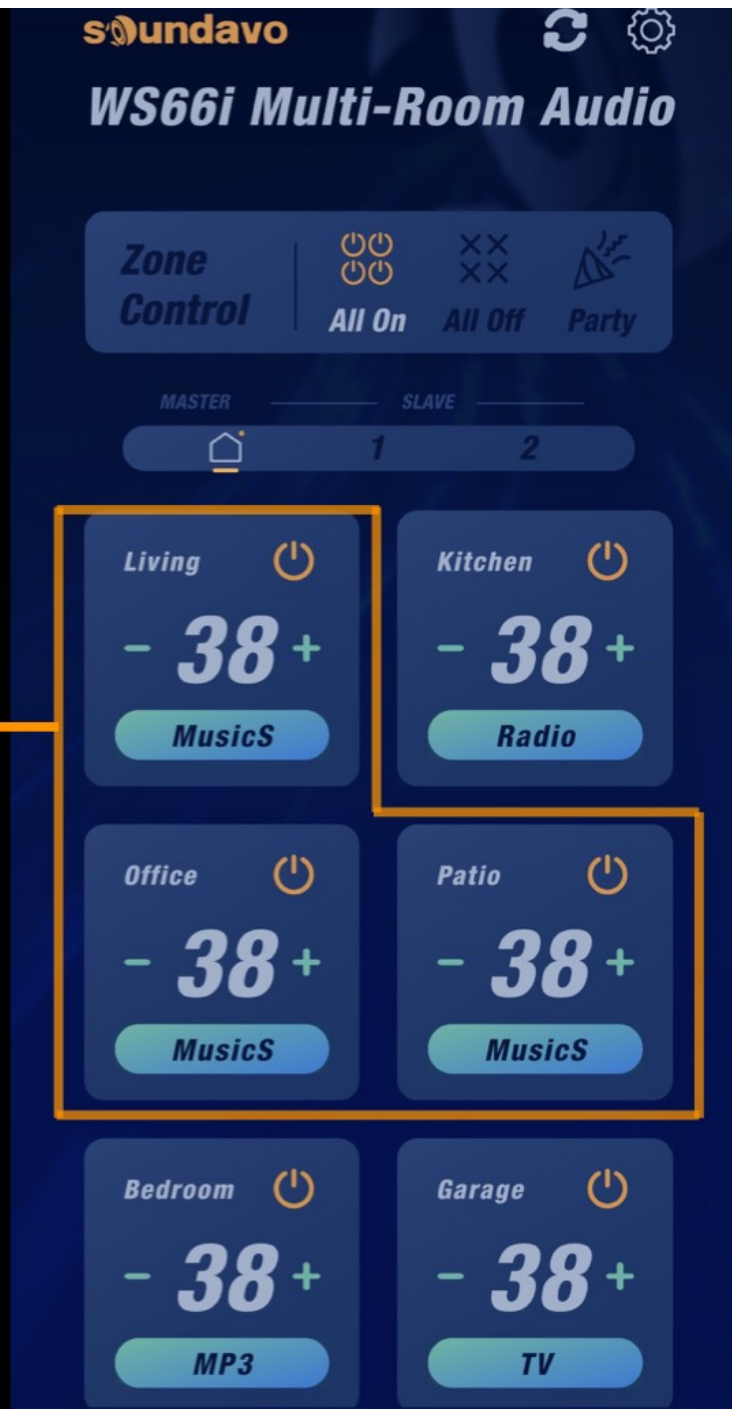 soundavo
WS66i Multi-Room Audio
Zone
Control
All On All Off Party
MASTER SLAVE
1 2
Living Kitchen
- 38 + - 38 +
MusicS Radio
Office Patio
- 38 + - 38 +
MusicS MusicS
Bedroom Garage
- 38 + - 38 +
MP3 TV